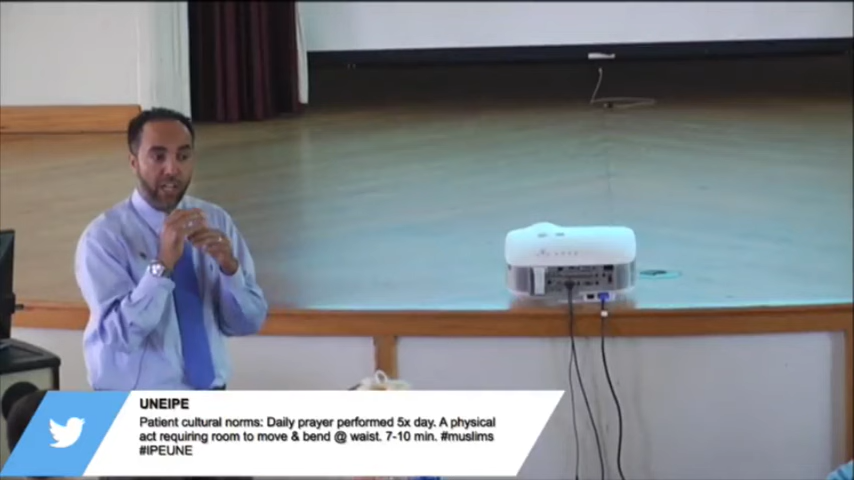 UNEIPE
Patient cultural norms: Daily prayer performed 5x day. A physical
act requiring room to move & bend @ waist. 7-10 min. #muslims
#IPEUNE